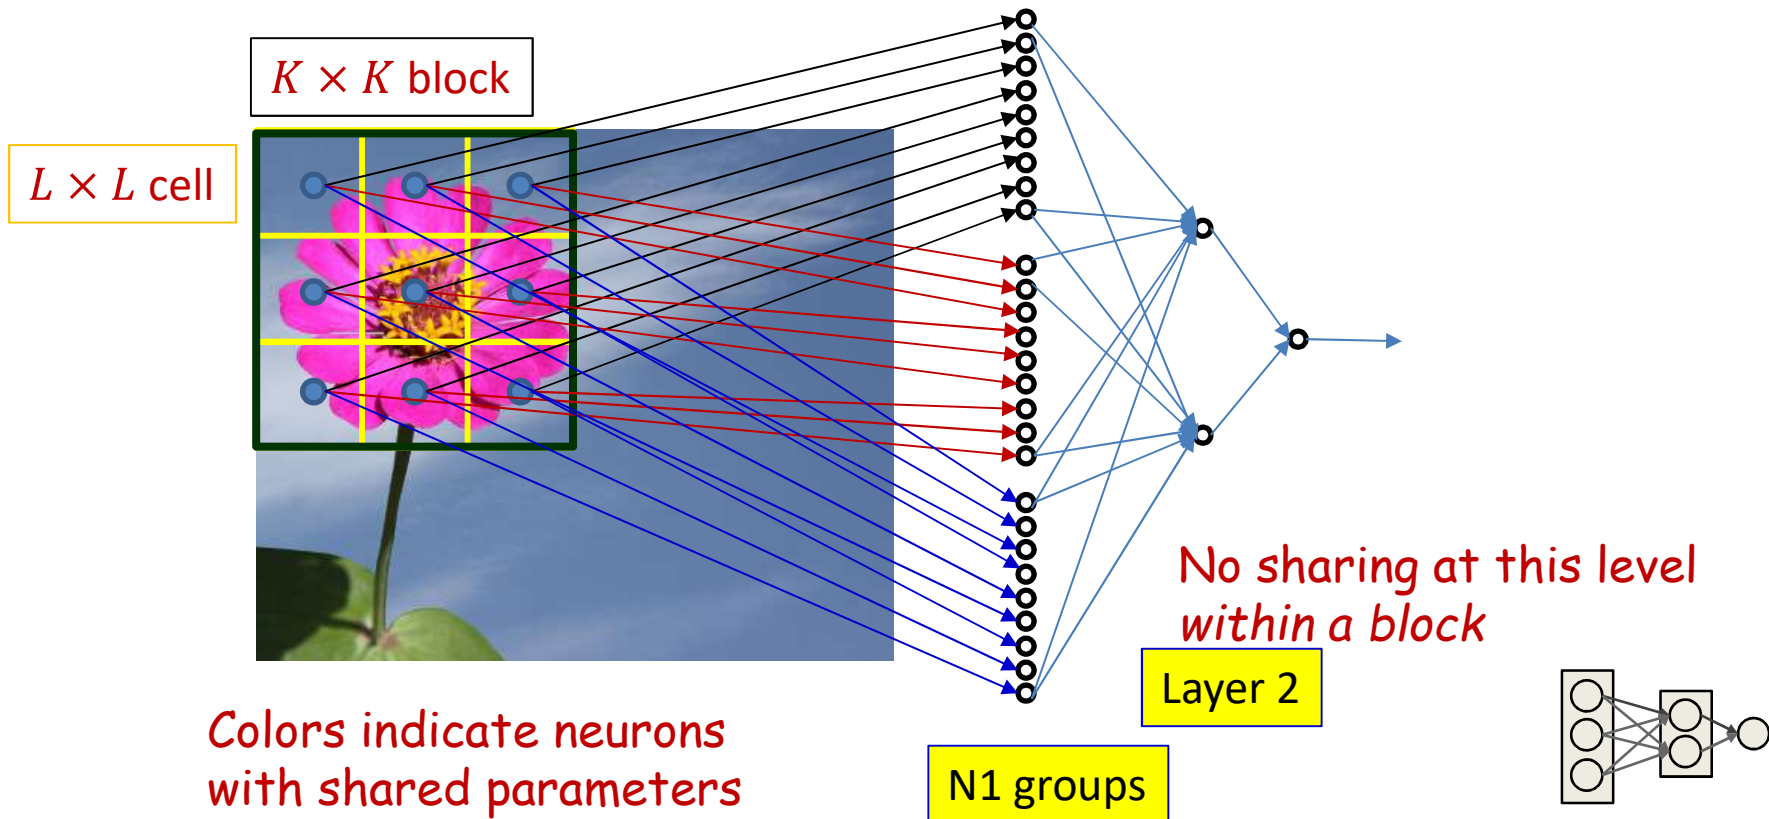 K × K block
L × L cell
No sharing at this level
within a block
Layer 2
Colors indicate neurons
with shared parameters
N1 groups